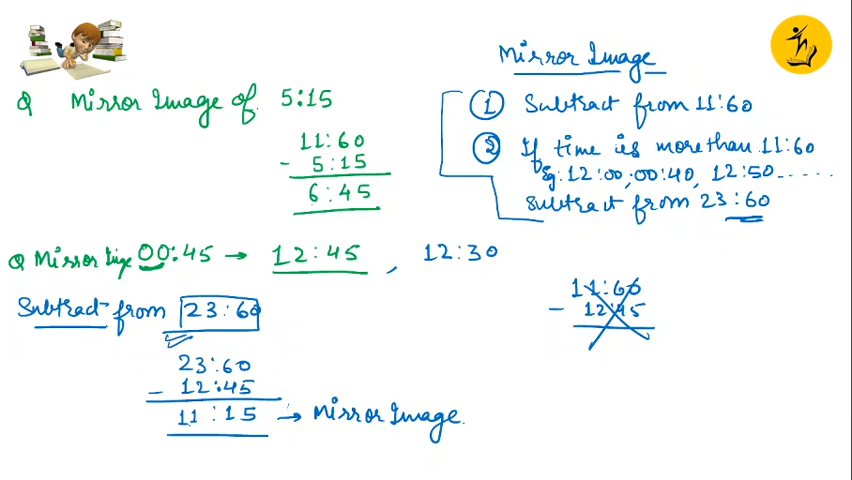 Mirror Image
Q Mirror Image of 5:15
11:60
- 5:15
6:45
① Subtract from 11:60
② If time is more than 11:60
Eg: 12:00, 00:40, 12:50......
Subtract from 23:60
Q Mirror Img 00:45 → 12:45 , 12:30
Subtract from 23:60
23:60
- 12:45
11:15 → Mirror Image.
11:60
- 12:45